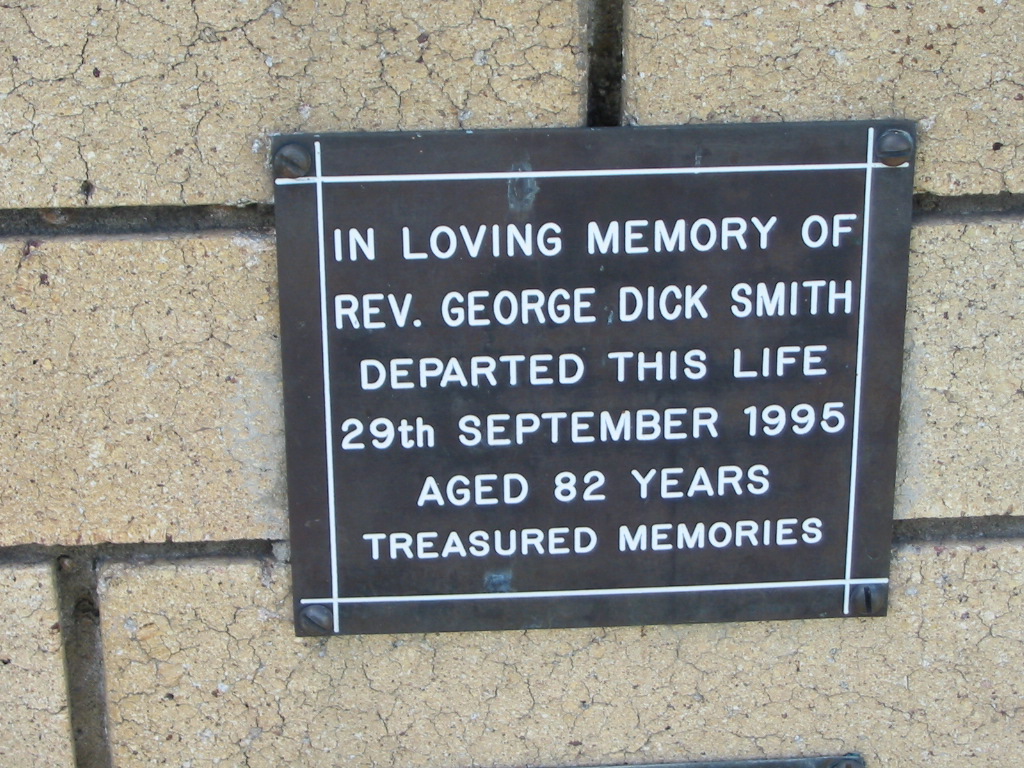 IN LOVING MEMORY OF
REV. GEORGE DICK SMITH
DEPARTED THIS LIFE
29th SEPTEMBER 1995
AGED 82 YEARS
TREASURED MEMORIES